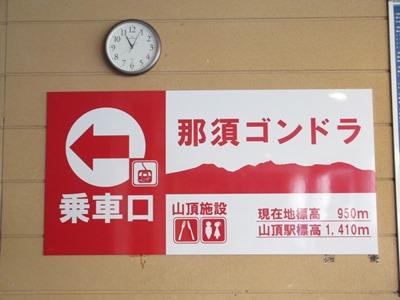 那須ゴンドラ
乗車口
山頂施設
現在地標高 950m
山頂駅標高 1,410m